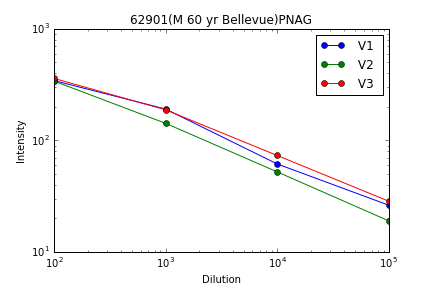 62901(M 60 yr Bellevue)PNAG
10³
V1
V2
V3
10²
Intensity
10¹
10² 10³ 10⁴ 10⁵
Dilution